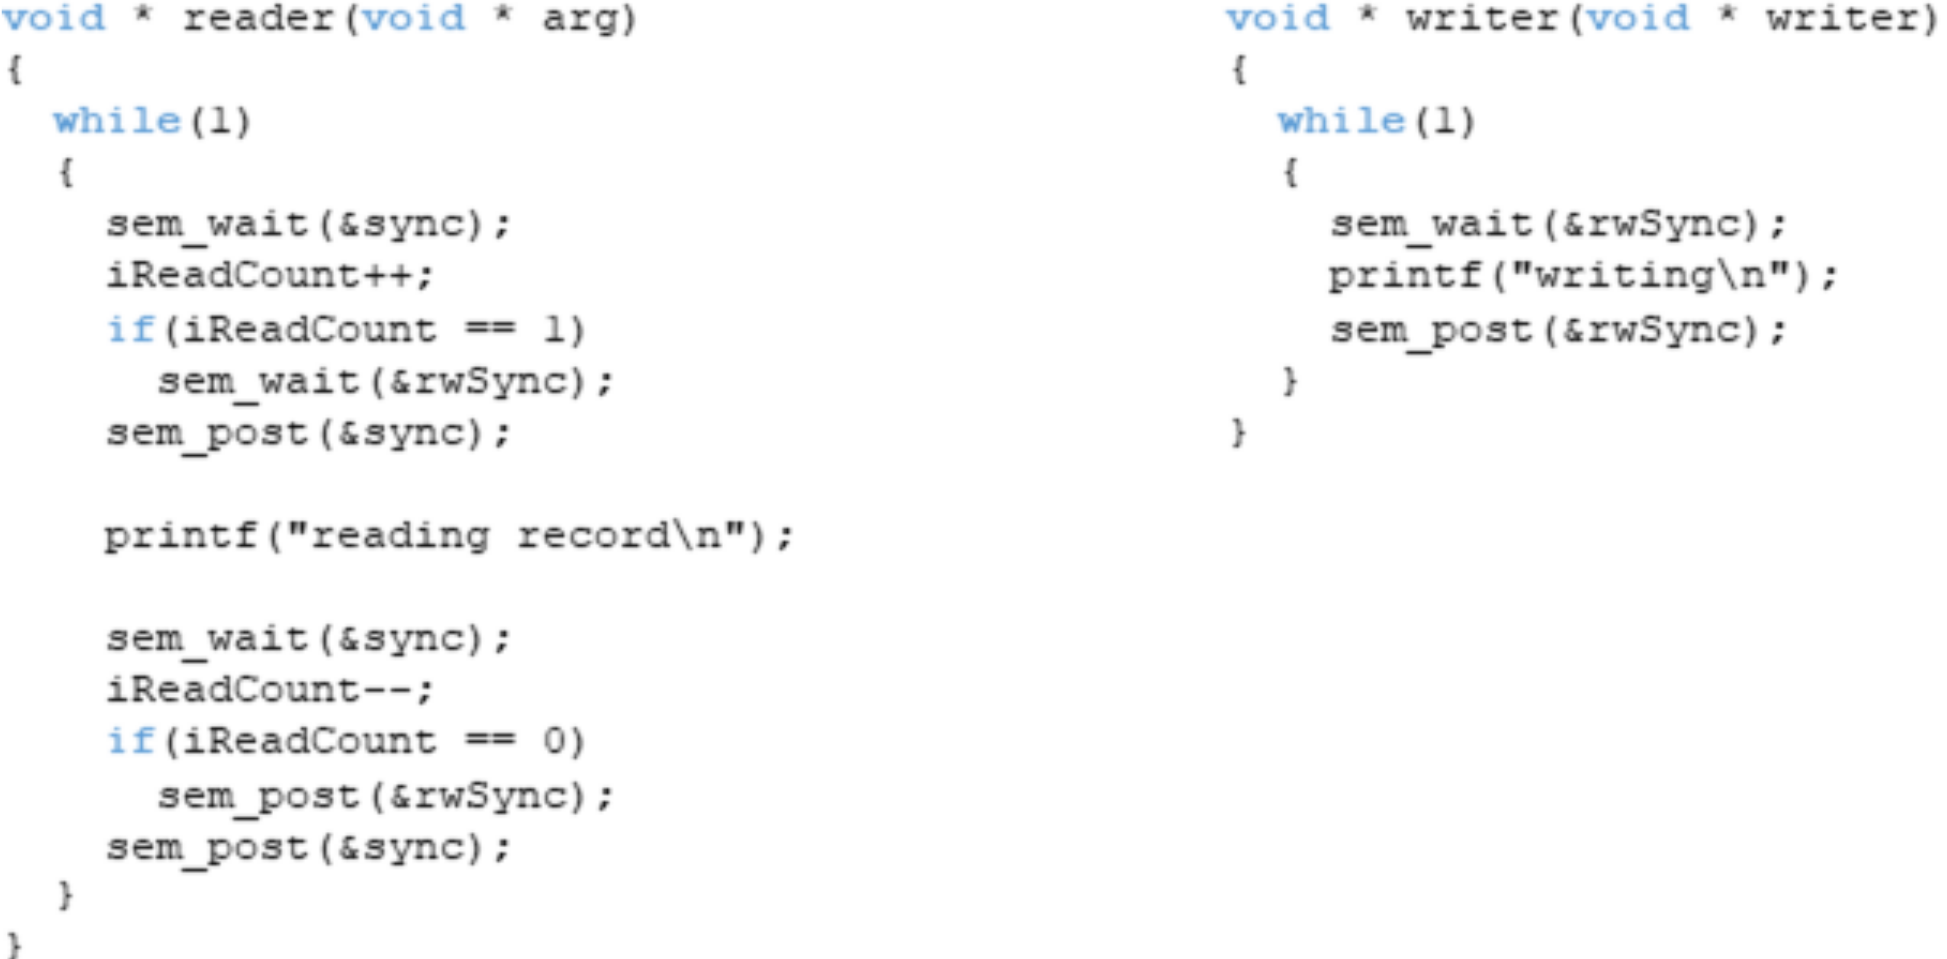 void * reader(void * arg)
{
  while(1)
  {
    sem_wait(&sync);
    iReadCount++;
    if(iReadCount == 1)
      sem_wait(&rwSync);
    sem_post(&sync);

    printf("reading record\n");

    sem_wait(&sync);
    iReadCount--;
    if(iReadCount == 0)
      sem_post(&rwSync);
    sem_post(&sync);
  }
}
void * writer(void * writer)
{
  while(1)
  {
    sem_wait(&rwSync);
    printf("writing\n");
    sem_post(&rwSync);
  }
}